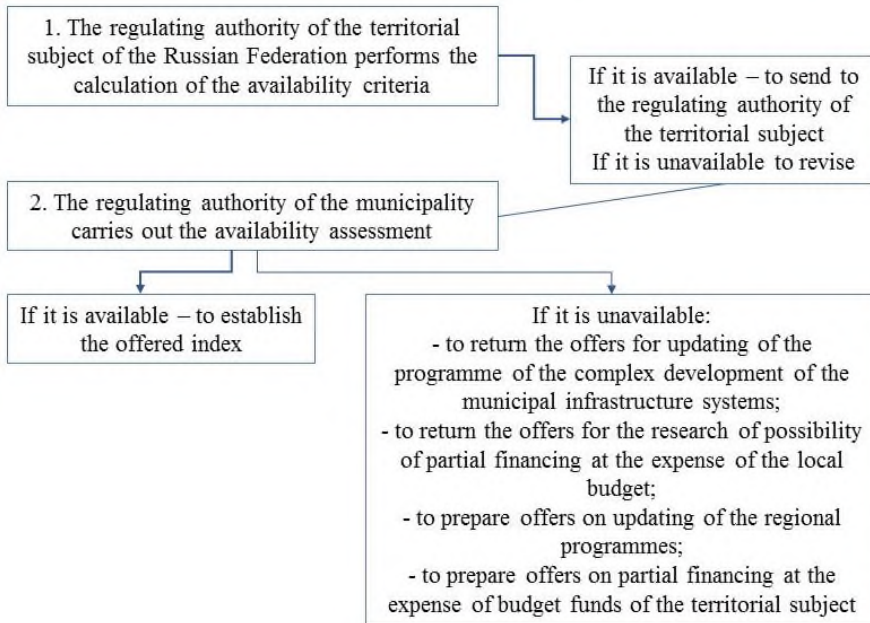 1. The regulating authority of the territorial
subject of the Russian Federation performs the
calculation of the availability criteria
If it is available – to send to
the regulating authority of
the territorial subject
If it is unavailable to revise
2. The regulating authority of the municipality
carries out the availability assessment
If it is available – to establish
the offered index
If it is unavailable:
- to return the offers for updating of the
programme of the complex development of the
municipal infrastructure systems;
- to return the offers for the research of possibility
of partial financing at the expense of the local
budget;
- to prepare offers on updating of the regional
programmes;
- to prepare offers on partial financing at the
expense of budget funds of the territorial subject